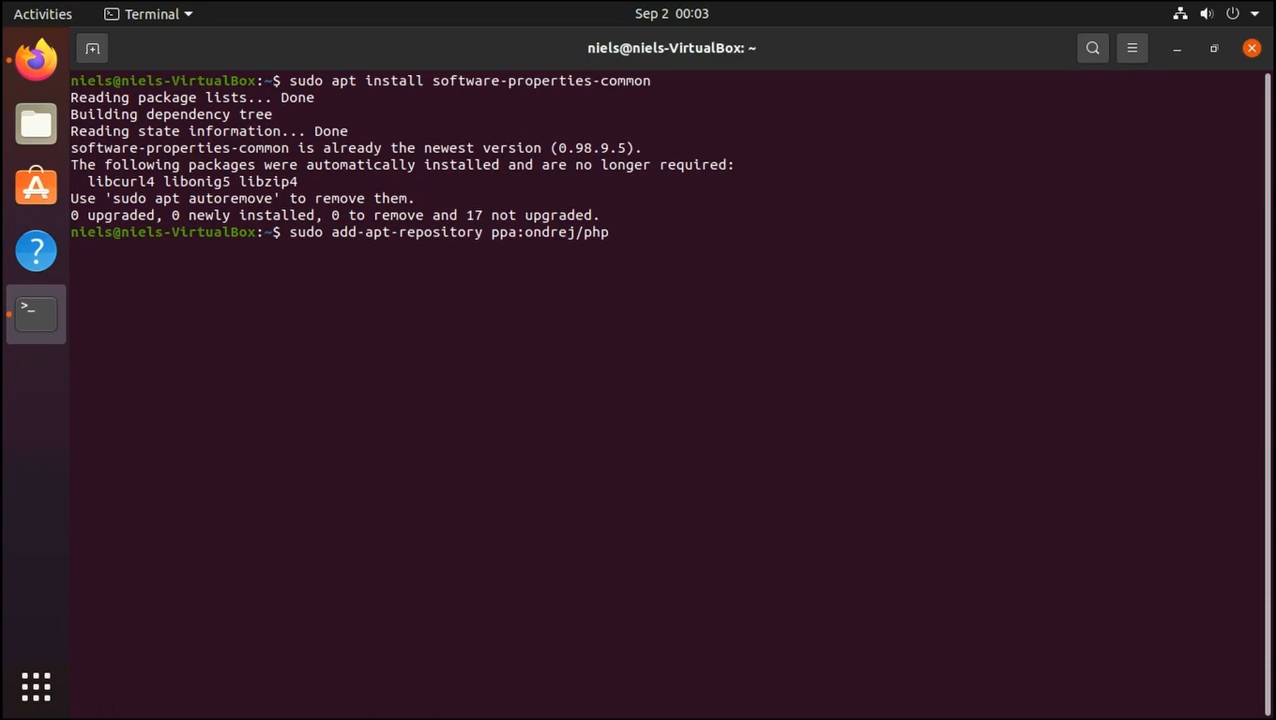 Activities
Terminal
Sep 2 00:03
niels@niels-VirtualBox: ~
niels@niels-VirtualBox:~$ sudo apt install software-properties-common
Reading package lists... Done
Building dependency tree
Reading state information... Done
software-properties-common is already the newest version (0.98.9.5).
The following packages were automatically installed and are no longer required:
  libcurl4 libonig5 libzip4
Use 'sudo apt autoremove' to remove them.
0 upgraded, 0 newly installed, 0 to remove and 17 not upgraded.
niels@niels-VirtualBox:~$ sudo add-apt-repository ppa:ondrej/php